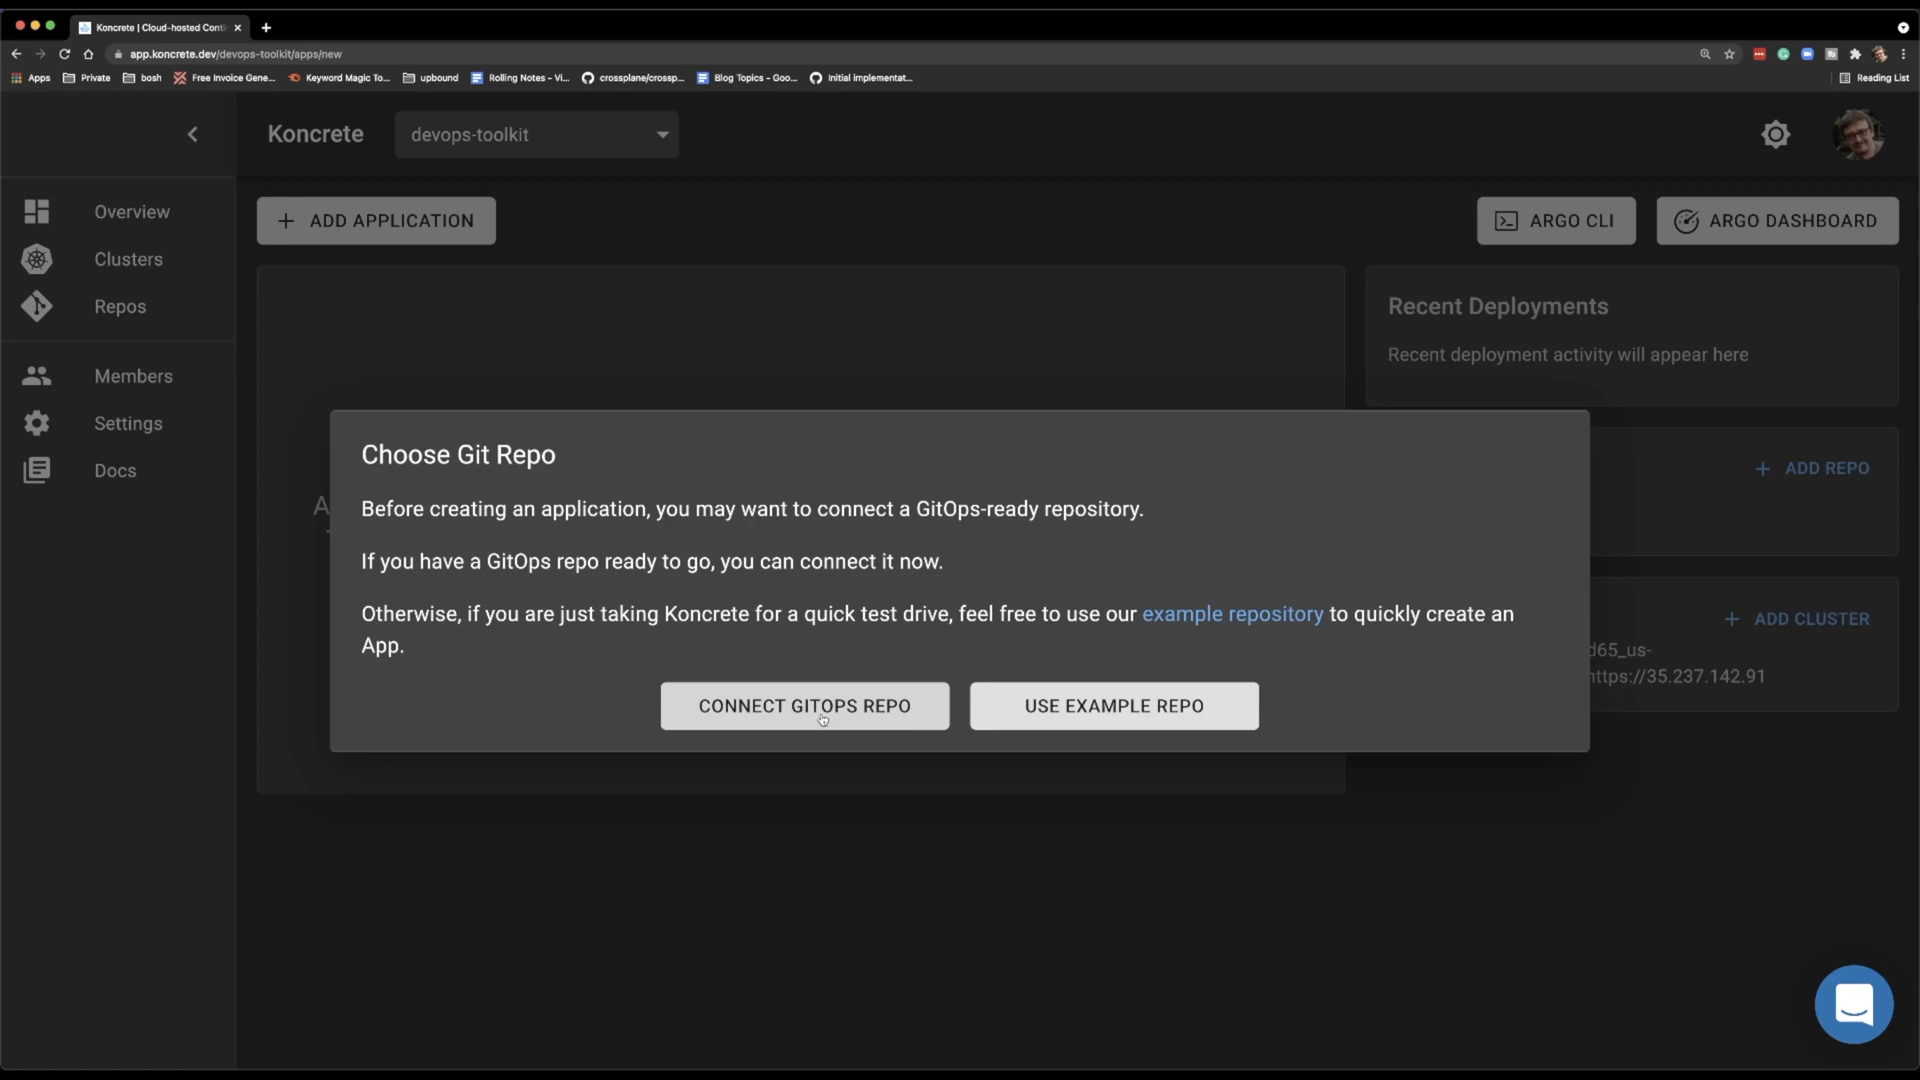 Koncrete | Cloud-hosted Conti
app.koncrete.dev/devops-toolkit/apps/new
Apps
Private
bosh
Free Invoice Gene...
Keyword Magic To...
upbound
Rolling Notes - Vi...
crossplane/crossp...
Blog Topics - Goo...
Initial implementat...
Reading List
Koncrete
devops-toolkit
Overview
Clusters
Repos
Members
Settings
Docs
ADD APPLICATION
ARGO CLI
ARGO DASHBOARD
Recent Deployments
Recent deployment activity will appear here
ADD REPO
ADD CLUSTER
d65_us-
https://35.237.142.91
A
Choose Git Repo
Before creating an application, you may want to connect a GitOps-ready repository.
If you have a GitOps repo ready to go, you can connect it now.
Otherwise, if you are just taking Koncrete for a quick test drive, feel free to use our example repository to quickly create an
App.
CONNECT GITOPS REPO
USE EXAMPLE REPO